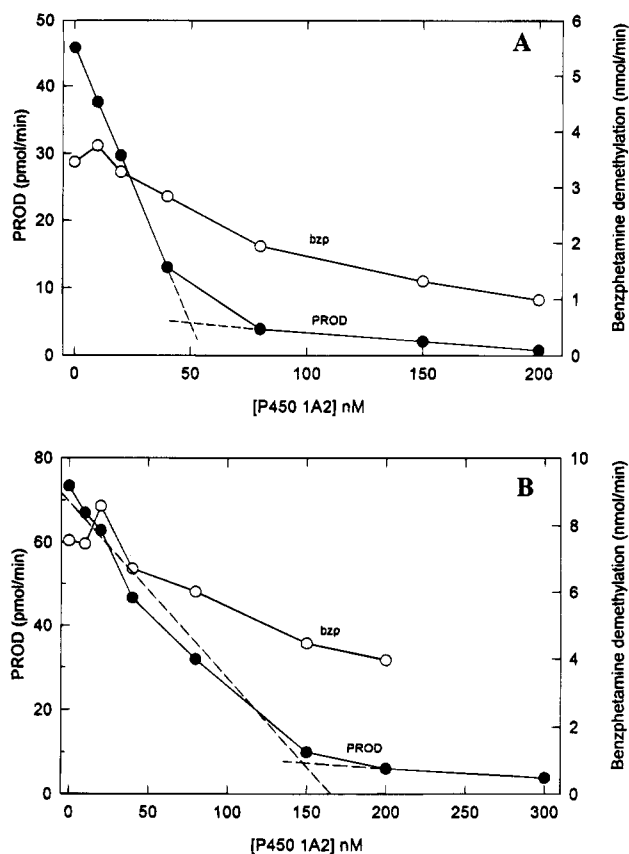 A
50
40
30
20
10
0
PROD (pmol/min)
6
5
4
3
2
1
0
Benzphetamine demethylation (nmol/min)
bzp
PROD
0 50 100 150 200
[P450 1A2] nM
B
80
60
40
20
0
PROD (pmol/min)
10
8
6
4
2
0
Benzphetamine demethylation (nmol/min)
bzp
PROD
0 50 100 150 200 250 300
[P450 1A2] nM